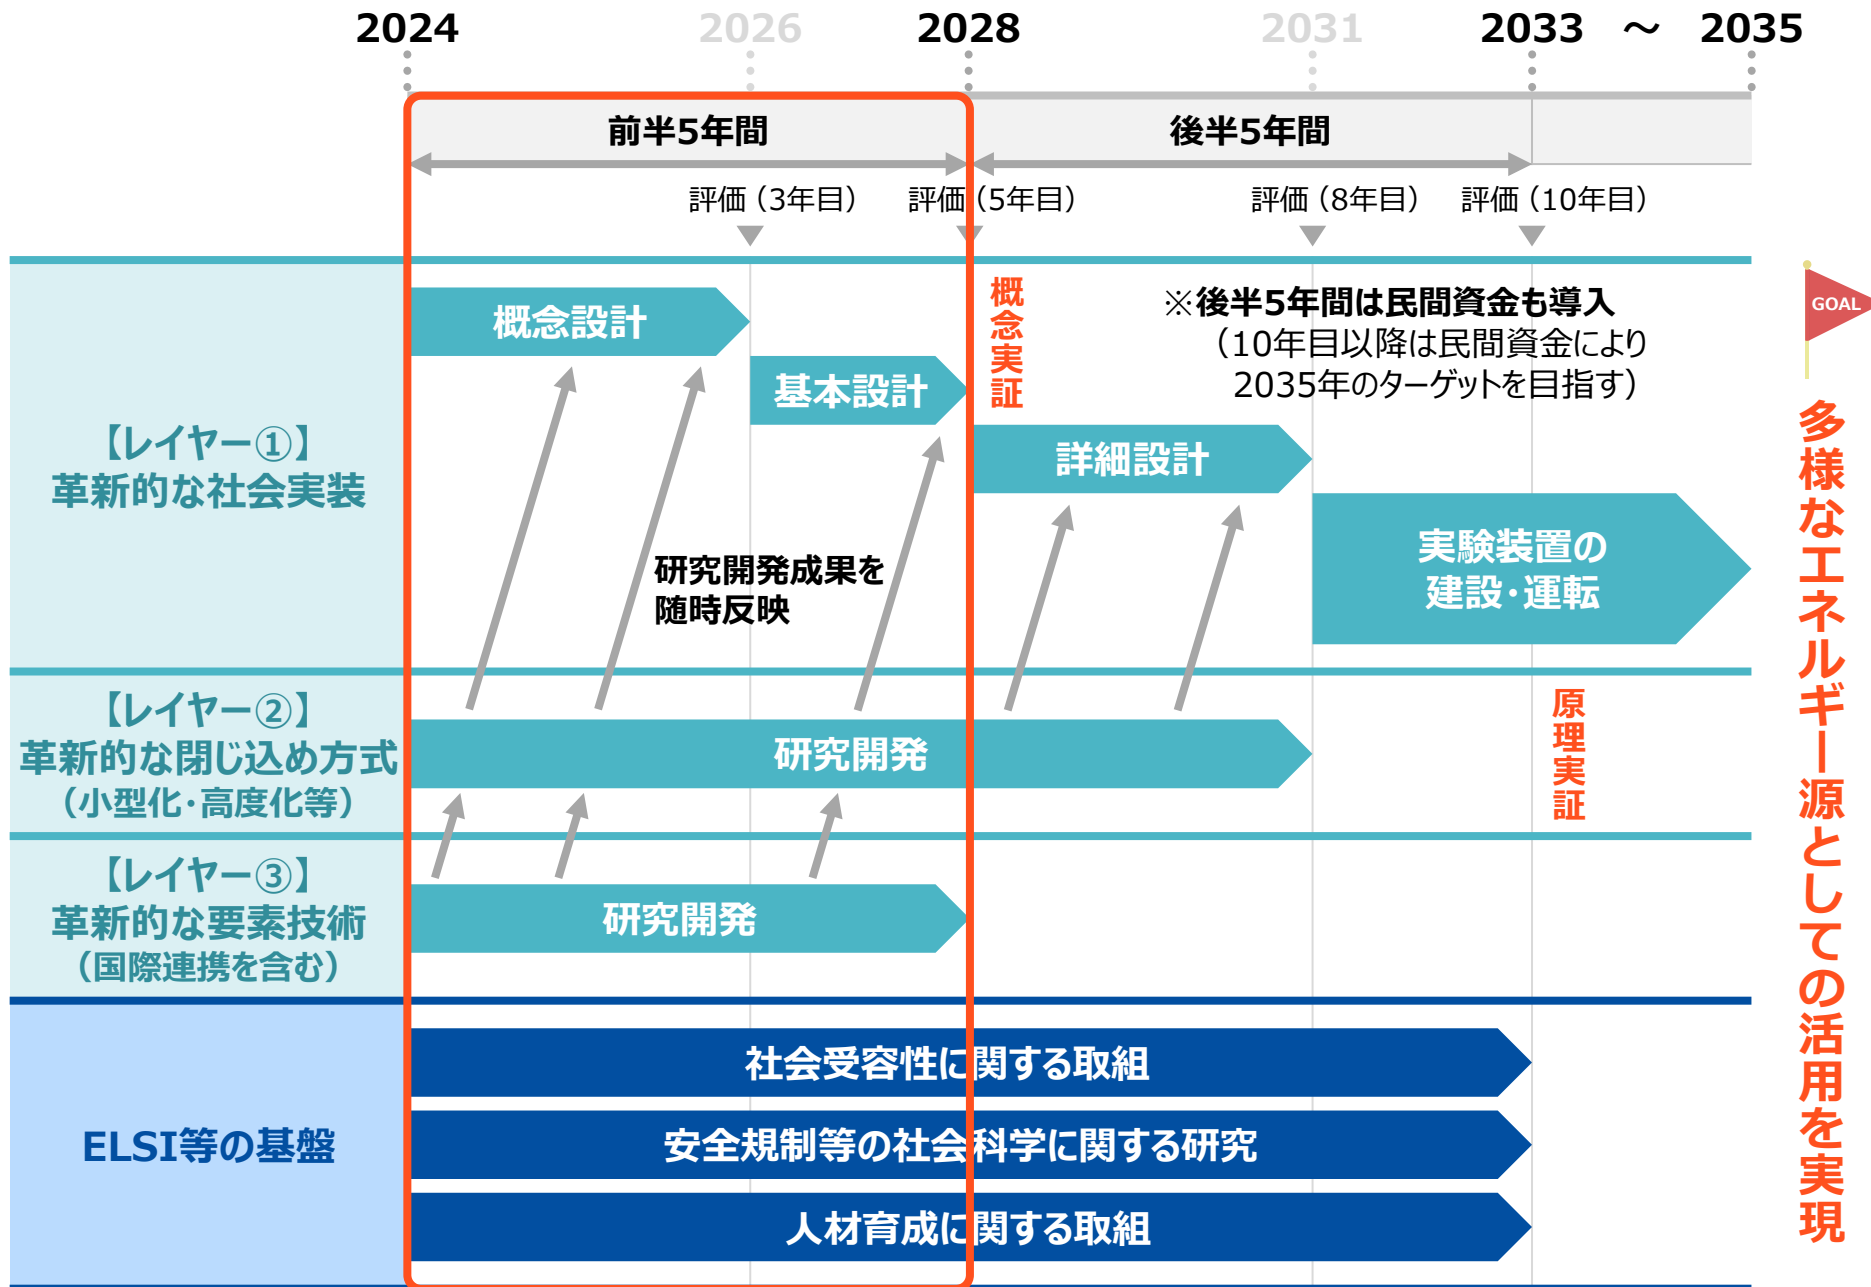 2024 2026 2028 2031 2033 ～ 2035
前半5年間 後半5年間
評価（3年目） 評価（5年目） 評価（8年目） 評価（10年目）
【レイヤー①】
革新的な社会実装
概念設計
基本設計
概念実証
※後半5年間は民間資金も導入
（10年目以降は民間資金により
2035年のターゲットを目指す）
詳細設計
研究開発成果を
随時反映
実験装置の
建設・運転
【レイヤー②】
革新的な閉じ込め方式
（小型化・高度化等）
研究開発
原理実証
【レイヤー③】
革新的な要素技術
（国際連携を含む）
研究開発
ELSI等の基盤
社会受容性に関する取組
安全規制等の社会科学に関する研究
人材育成に関する取組
GOAL
多様なエネルギー源としての活用を実現